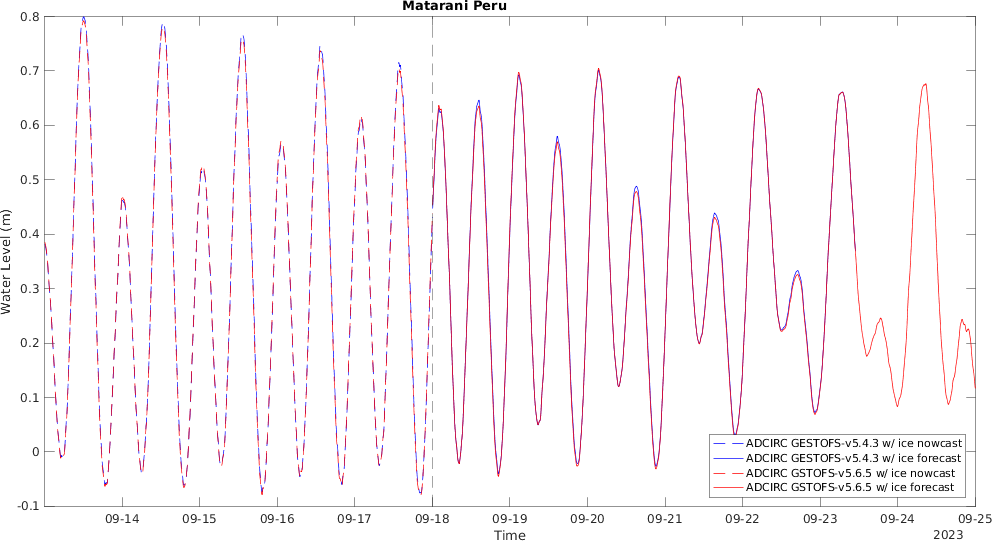 Matarani Peru
0.8
0.7
0.6
0.5
0.4
0.3
0.2
0.1
0
-0.1
Water Level (m)
ADCIRC GESTOFS-v5.4.3 w/ ice nowcast
ADCIRC GESTOFS-v5.4.3 w/ ice forecast
ADCIRC GSTOFS-v5.6.5 w/ ice nowcast
ADCIRC GSTOFS-v5.6.5 w/ ice forecast
09-14 09-15 09-16 09-17 09-18 09-19 09-20 09-21 09-22 09-23 09-24 09-25
Time
2023